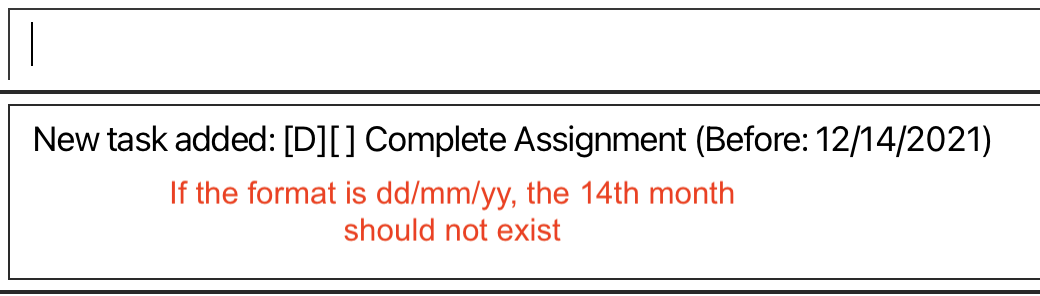 New task added: [D][ ] Complete Assignment (Before: 12/14/2021)
If the format is dd/mm/yy, the 14th month
should not exist